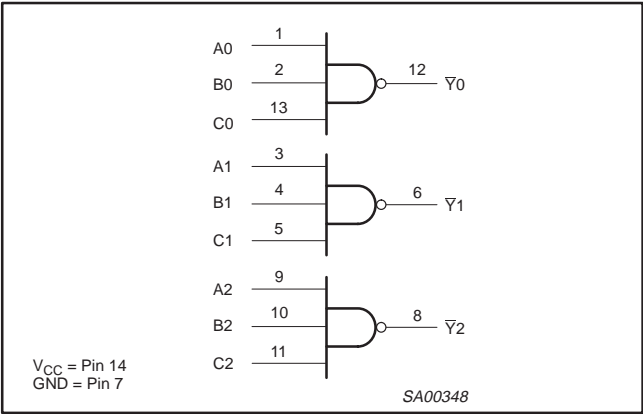 A0 1
B0 2 12 Y̅0
C0 13
A1 3
B1 4 6 Y̅1
C1 5
A2 9
B2 10 8 Y̅2
C2 11
VCC = Pin 14
GND = Pin 7
SA00348